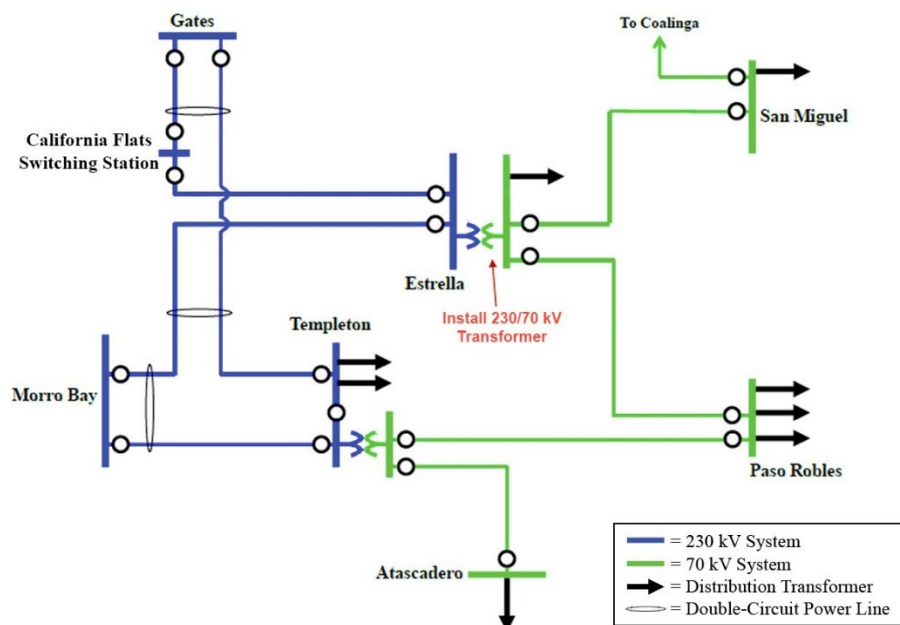 Gates
To Coalinga
San Miguel
California Flats
Switching Station
Estrella
Install 230/70 kV
Transformer
Templeton
Morro Bay
Paso Robles
Atascadero
= 230 kV System
= 70 kV System
= Distribution Transformer
= Double-Circuit Power Line